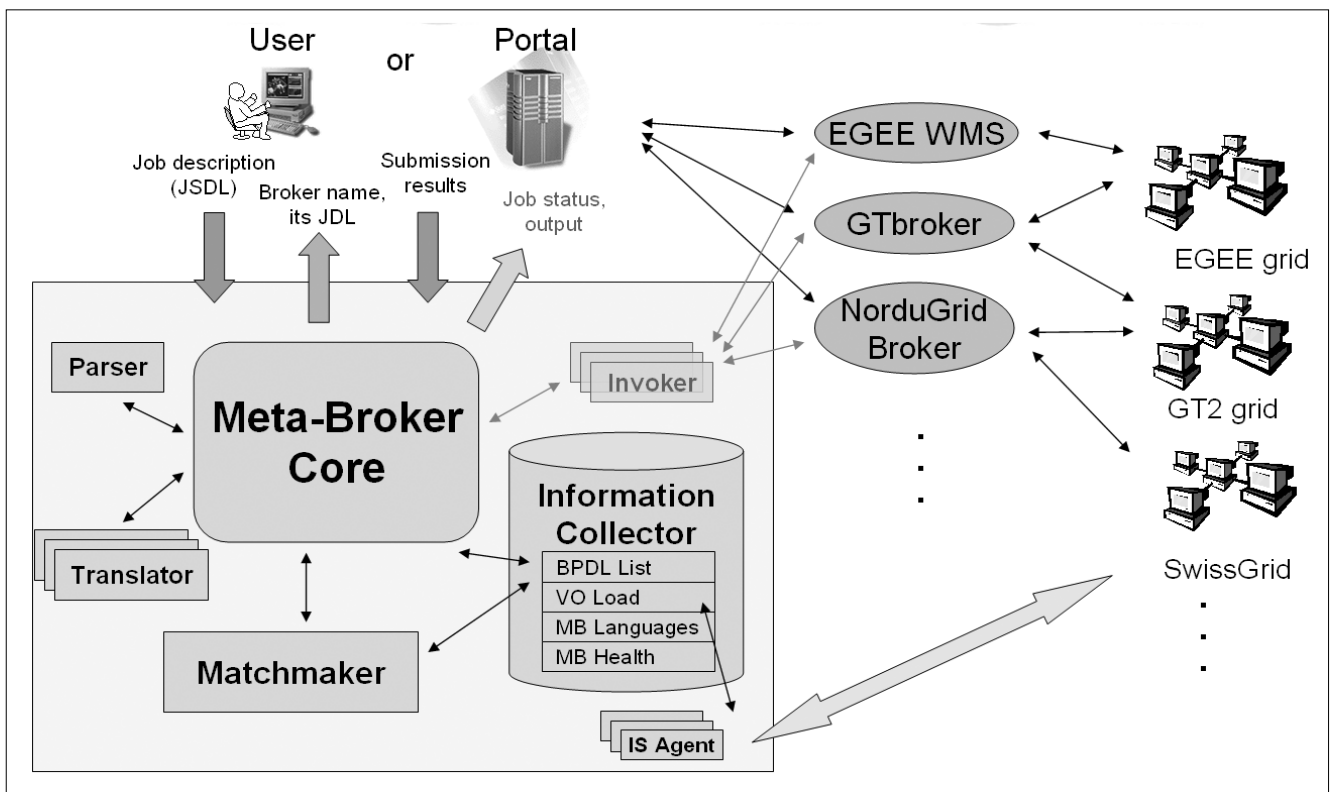 User
or
Portal
Job description
(JSDL)
Broker name,
its JDL
Submission
results
Job status,
output
EGEE WMS
GTbroker
NorduGrid
Broker
EGEE grid
GT2 grid
SwissGrid
Parser
Meta-Broker
Core
Invoker
Translator
Matchmaker
Information
Collector
BPDL List
VO Load
MB Languages
MB Health
IS Agent